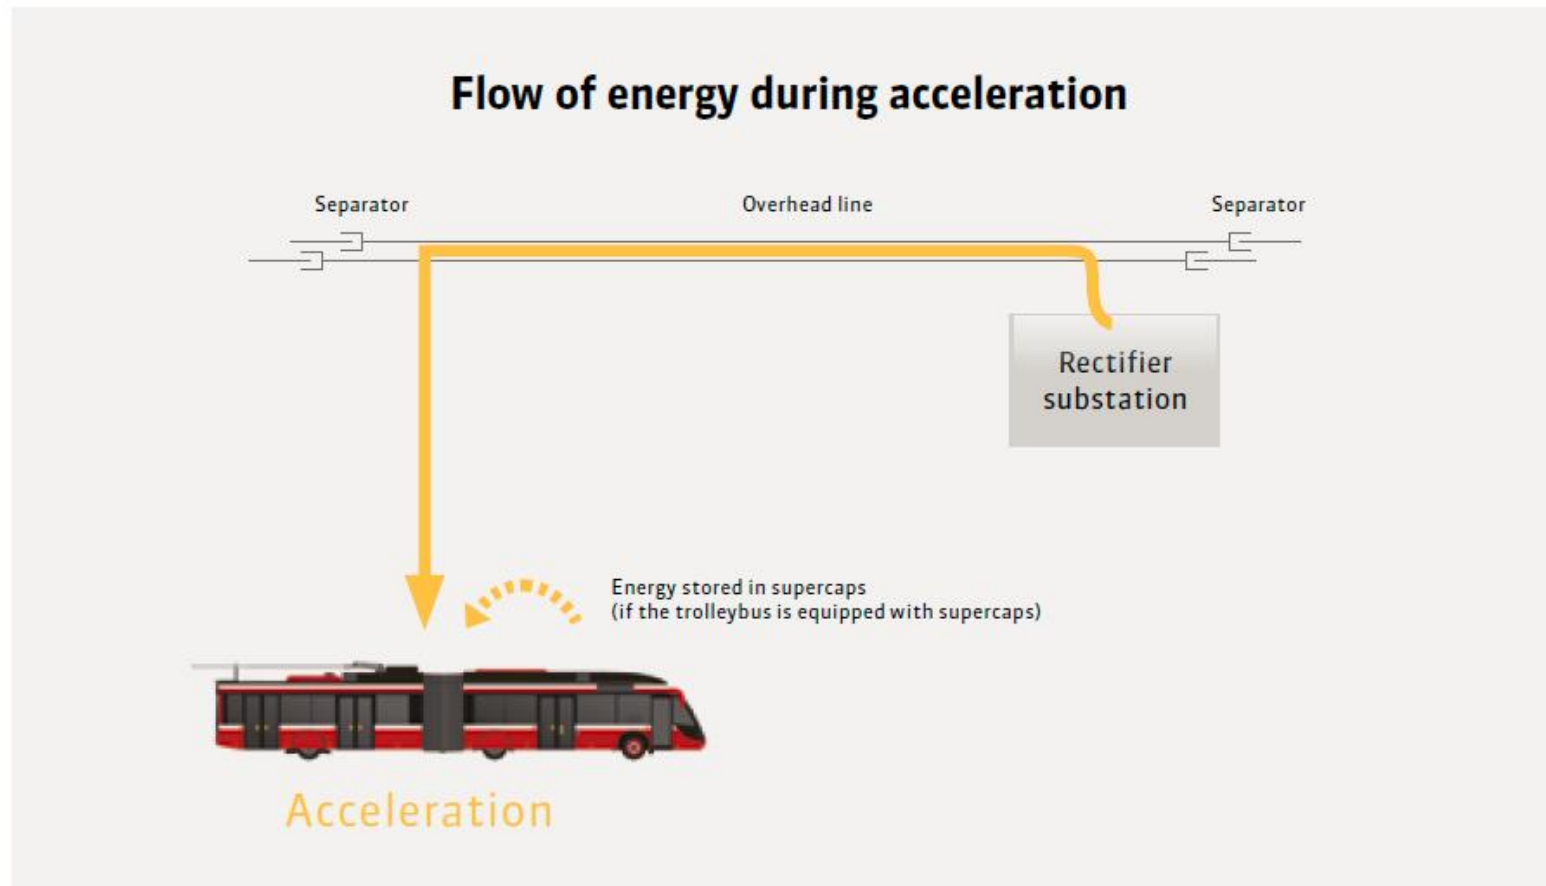 Flow of energy during acceleration
Separator
Overhead line
Separator
Rectifier
substation
Energy stored in supercaps
(if the trolleybus is equipped with supercaps)
Acceleration